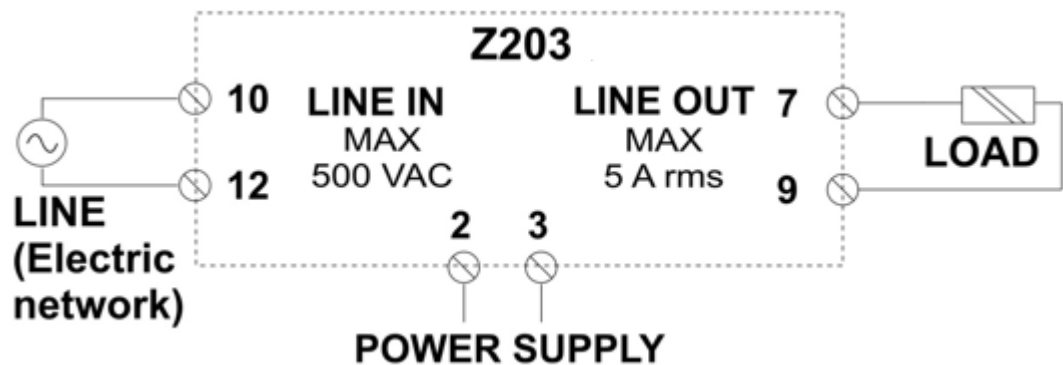 Z203
10 LINE IN LINE OUT 7
MAX MAX
500 VAC 5 A rms
12 9
LOAD
LINE
(Electric
network)
2 3
POWER SUPPLY